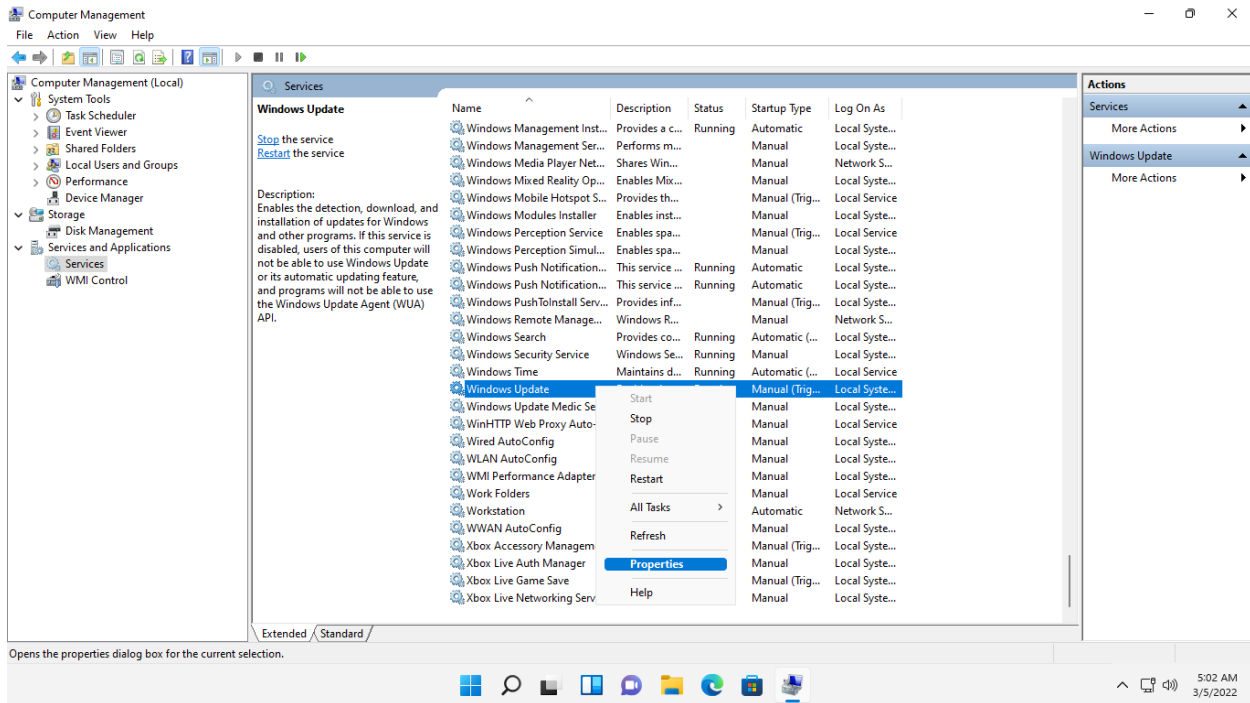 Computer Management
File Action View Help
Computer Management (Local)
System Tools
Task Scheduler
Event Viewer
Shared Folders
Local Users and Groups
Performance
Device Manager
Storage
Disk Management
Services and Applications
Services
WMI Control
Services
Windows Update
Stop the service
Restart the service
Description:
Enables the detection, download, and
installation of updates for Windows
and other programs. If this service is
disabled, users of this computer will
not be able to use Windows Update
or its automatic updating feature,
and programs will not be able to use
the Windows Update Agent (WUA)
API.
Name Description Status Startup Type Log On As
Windows Management Inst... Provides a c... Running Automatic Local Syste...
Windows Management Ser... Performs m... Manual Local Syste...
Windows Media Player Net... Shares Win... Manual Network S...
Windows Mixed Reality Op... Enables Mix... Manual Local Syste...
Windows Mobile Hotspot S... Provides th... Manual (Trig... Local Service
Windows Modules Installer Enables inst... Manual Local Syste...
Windows Perception Service Enables spa... Manual (Trig... Local Service
Windows Perception Simul... Enables spa... Manual Local Syste...
Windows Push Notification... This service ... Running Automatic Local Syste...
Windows Push Notification... This service ... Running Automatic Local Syste...
Windows PushToInstall Serv... Provides inf... Manual (Trig... Local Syste...
Windows Remote Manage... Windows R... Manual Network S...
Windows Search Provides co... Running Automatic (... Local Syste...
Windows Security Service Windows Se... Running Manual Local Syste...
Windows Time Maintains d... Running Automatic (... Local Service
Windows Update Manual (Trig... Local Syste...
Windows Update Medic Se Manual Local Syste...
WinHTTP Web Proxy Auto- Manual Local Service
Wired AutoConfig Manual Local Syste...
WLAN AutoConfig Manual Local Syste...
WMI Performance Adapter Manual Local Syste...
Work Folders Manual Local Service
Workstation Automatic Network S...
WWAN AutoConfig Manual Local Syste...
Xbox Accessory Managem Manual (Trig... Local Syste...
Xbox Live Auth Manager Manual Local Syste...
Xbox Live Game Save Manual (Trig... Local Syste...
Xbox Live Networking Serv Manual Local Syste...
Start
Stop
Pause
Resume
Restart
All Tasks
Refresh
Properties
Help
Actions
Services
More Actions
Windows Update
More Actions
Extended Standard
Opens the properties dialog box for the current selection.
5:02 AM
3/5/2022